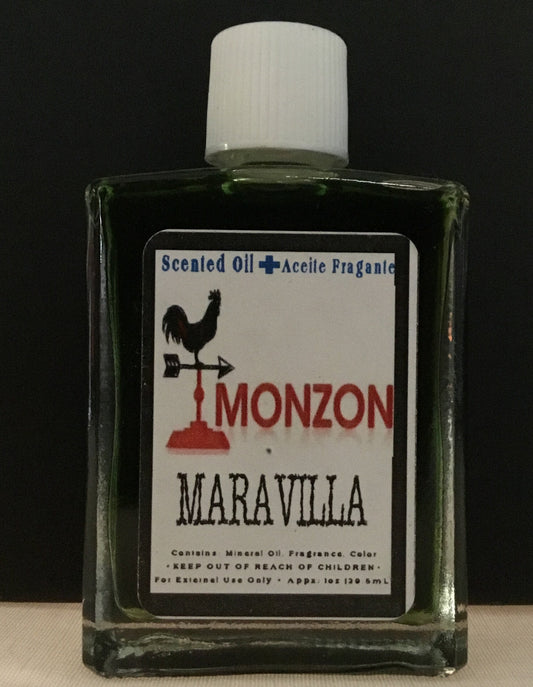 Scented Oil + Aceite Fragante
MONZON
MARAVILLA
Contains: Mineral Oil, Fragrance, Color
· KEEP OUT OF REACH OF CHILDREN ·
For External Use Only · Appx. 1oz (29.5mL